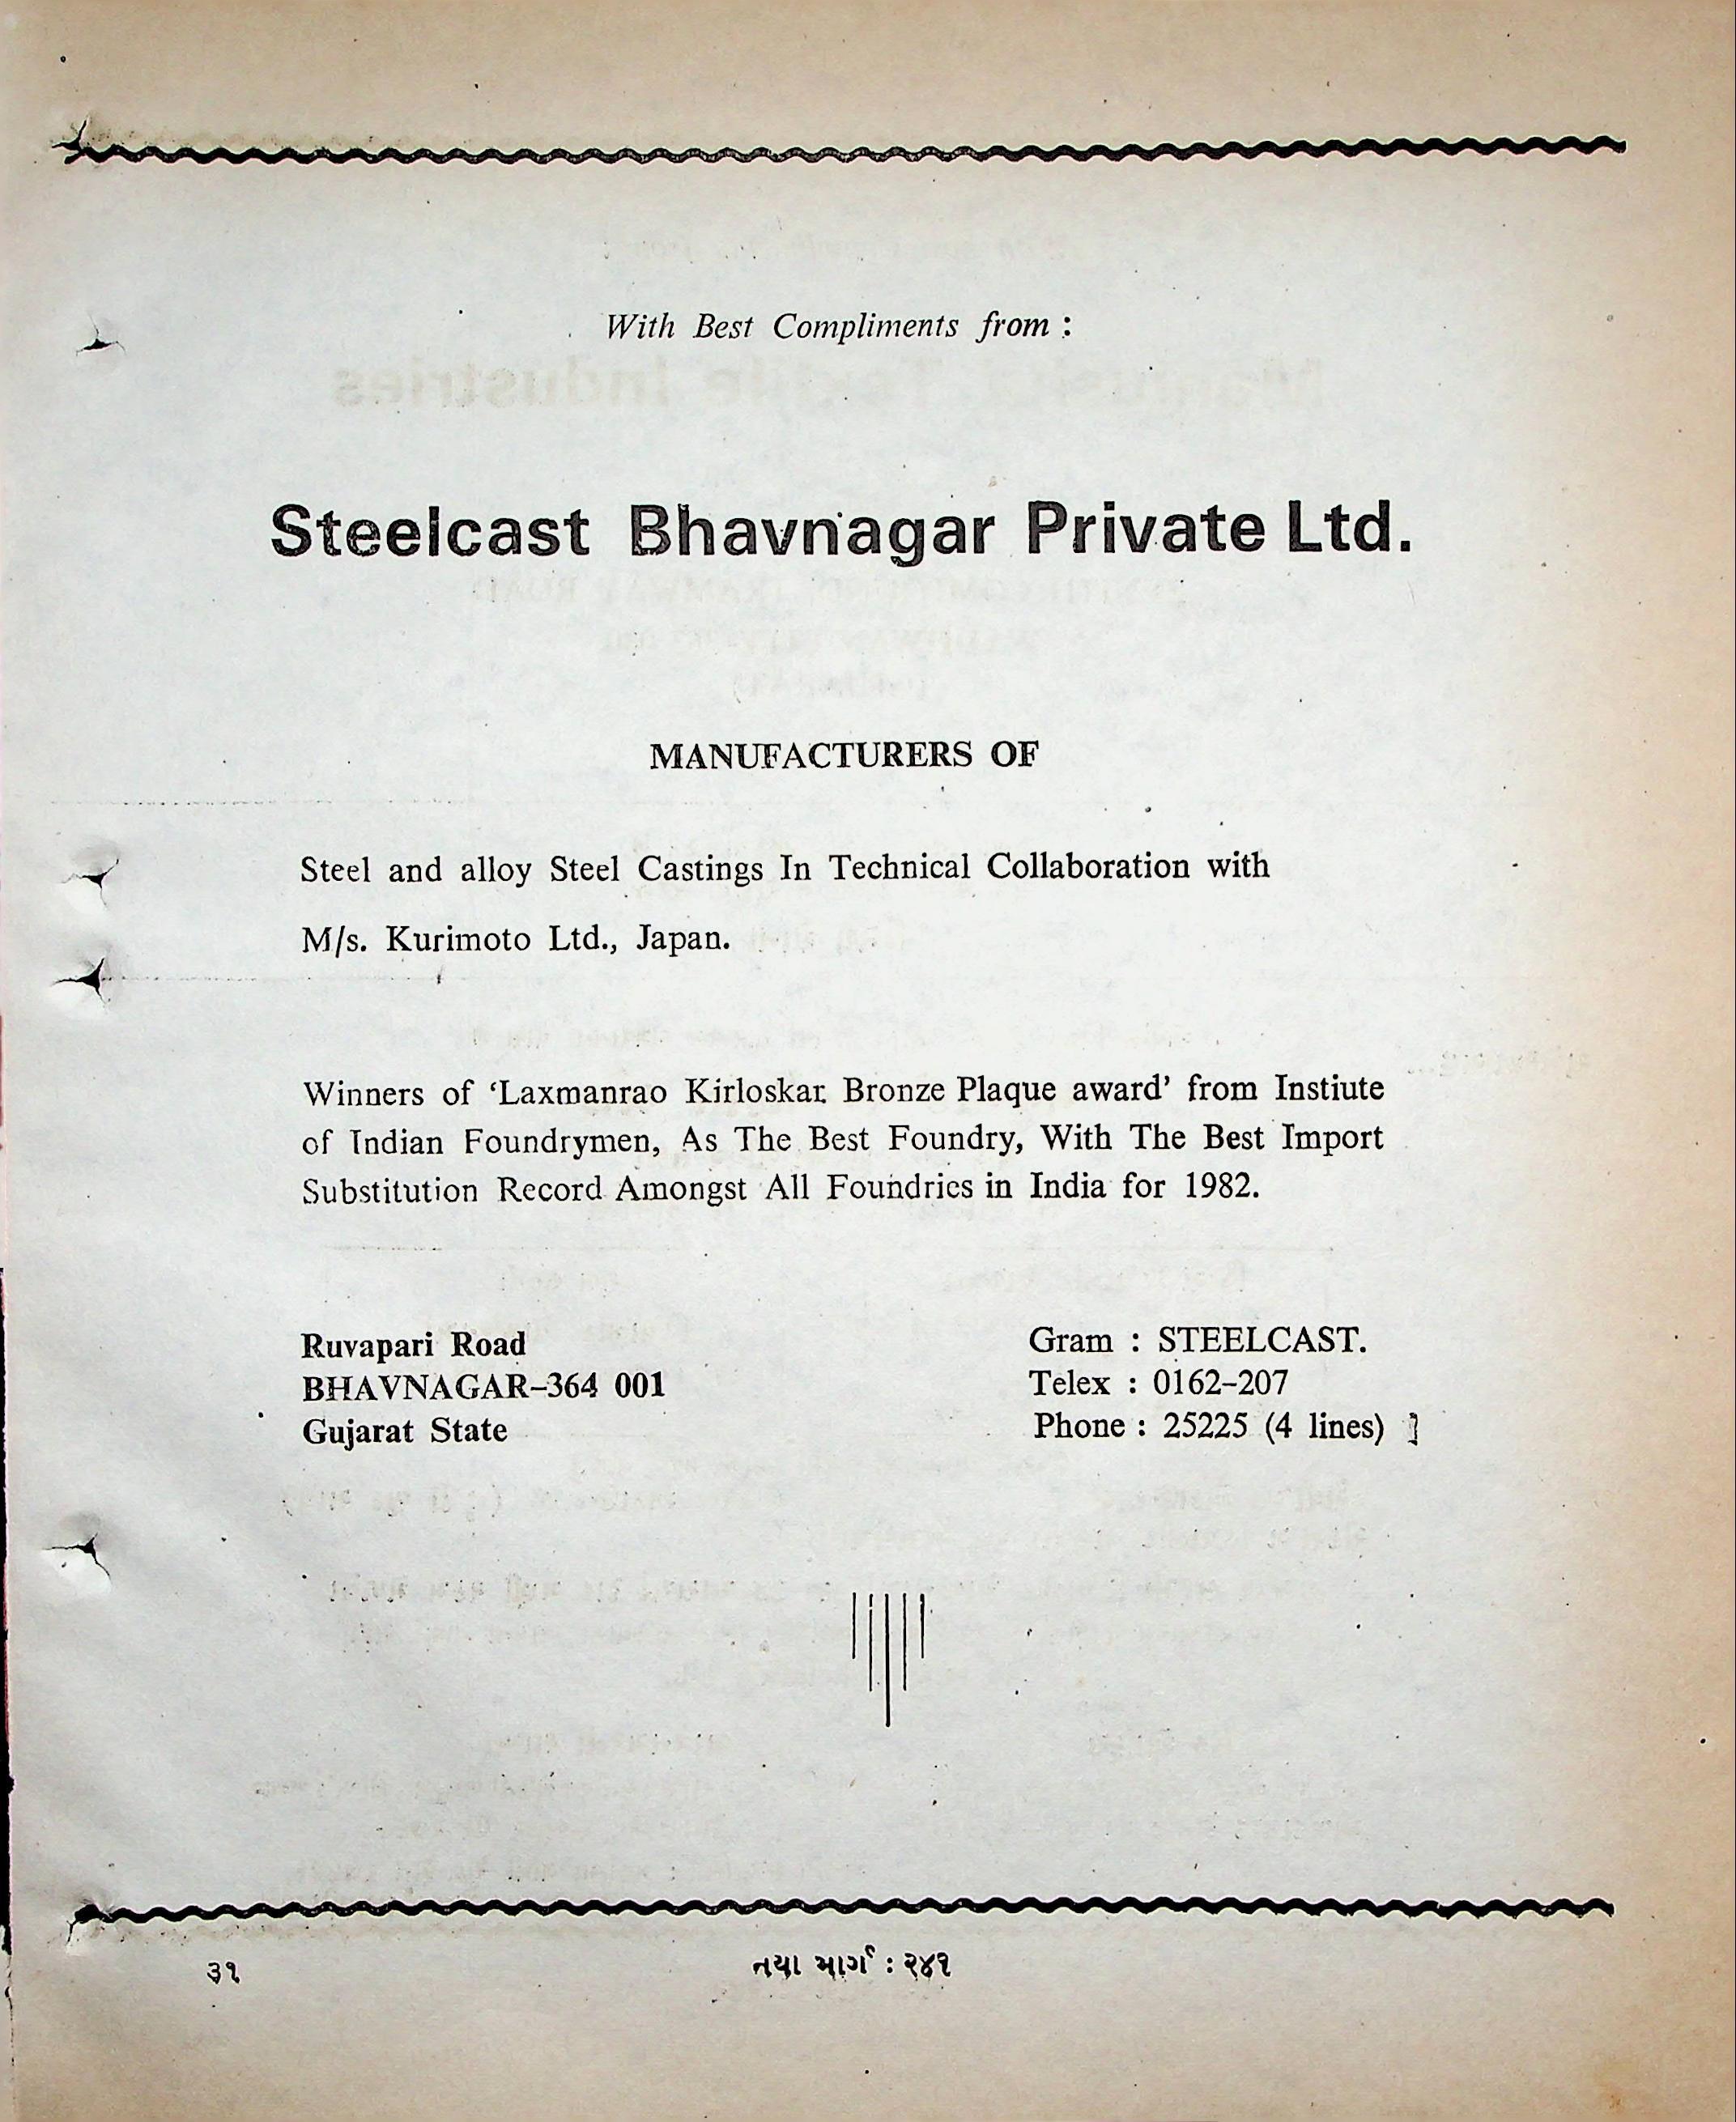 With Best Compliments from :
Steelcast Bhavnagar Private Ltd.
MANUFACTURERS OF
Steel and alloy Steel Castings In Technical Collaboration with
M/s. Kurimoto Ltd., Japan.
Winners of ‘Laxmanrao Kirloskar Bronze Plaque award’ from Instiute
of Indian Foundrymen, As The Best Foundry, With The Best Import
Substitution Record Amongst All Foundries in India for 1982.
Ruvapari Road
BHAVNAGAR–364 001
Gujarat State
Gram : STEELCAST.
Telex : 0162–207
Phone : 25225 (4 lines) ]
૩૧
નયા માર્ગ : ૨૪૧